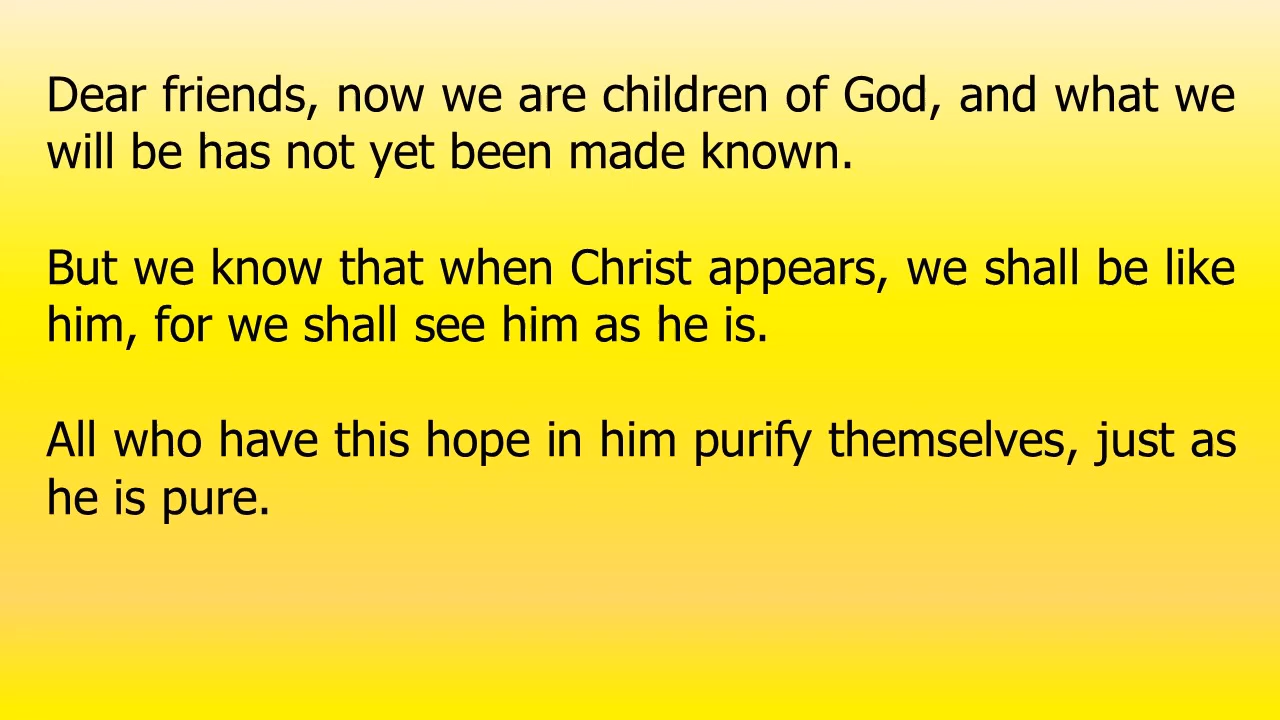 Dear friends, now we are children of God, and what we
will be has not yet been made known.
But we know that when Christ appears, we shall be like
him, for we shall see him as he is.
All who have this hope in him purify themselves, just as
he is pure.